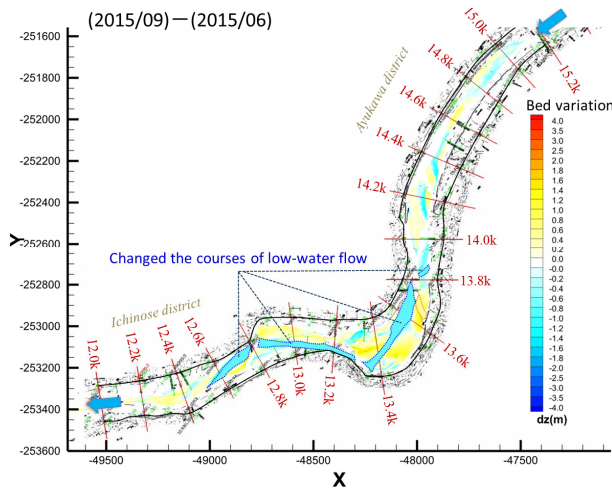 (2015/09)－(2015/06)
-251600
-251800
-252000
-252200
-252400
-252600
-252800
-253000
-253200
-253400
-253600
Y
-49500
-49000
-48500
-48000
-47500
X
Ayukawa district
Ichinose district
Changed the courses of low-water flow
15.2k
15.0k
14.8k
14.6k
14.4k
14.2k
14.0k
13.8k
13.6k
13.4k
13.2k
13.0k
12.8k
12.6k
12.4k
12.2k
12.0k
Bed variation
4.0
3.0
2.5
2.0
1.8
1.6
1.4
1.2
1.0
0.8
0.6
0.4
0.2
0.0
-0.2
-0.4
-0.6
-0.8
-1.0
-1.2
-1.4
-1.6
-1.8
-2.0
-2.5
-3.0
-3.5
-4.0
dz(m)